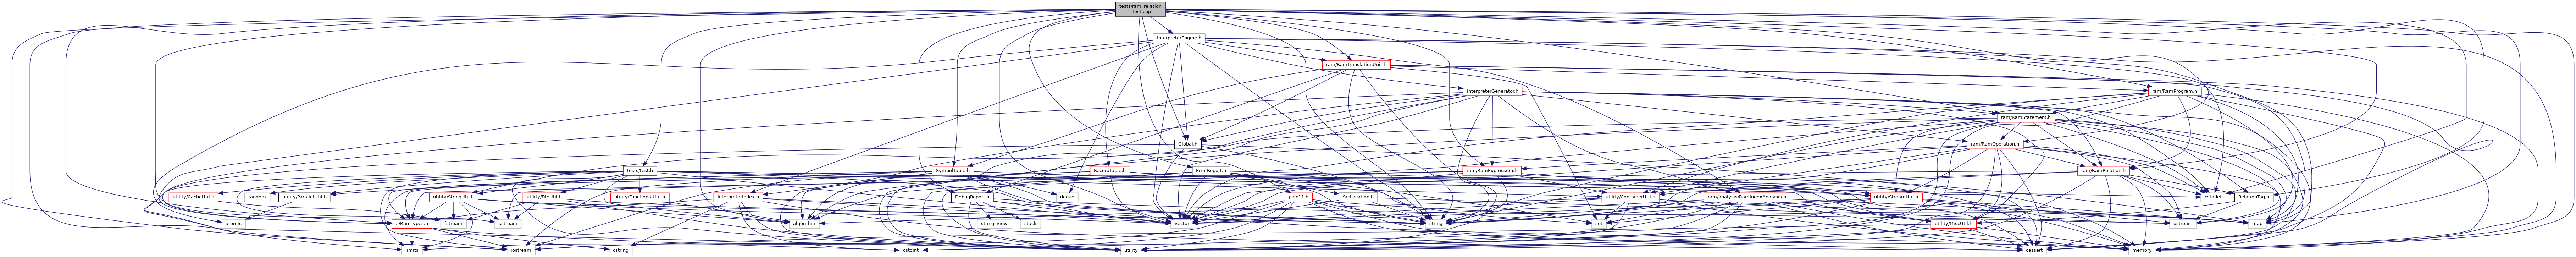 tests/ram_relation
_test.cpp
InterpreterEngine.h
ram/RamTranslationUnit.h
InterpreterGenerator.h
ram/RamProgram.h
ram/RamStatement.h
Global.h
ram/RamOperation.h
tests/test.h
SymbolTable.h
RecordTable.h
ErrorReport.h
ram/RamExpression.h
ram/RamRelation.h
utility/CacheUtil.h
random
utility/ParallelUtil.h
utility/StringUtil.h
utility/FileUtil.h
utility/FunctionalUtil.h
InterpreterIndex.h
DebugReport.h
deque
json11.h
SrcLocation.h
utility/ContainerUtil.h
ram/analysis/RamIndexAnalysis.h
utility/StreamUtil.h
cstddef
RelationTag.h
atomic
../RamTypes.h
fstream
sstream
algorithm
string_view
stack
vector
string
set
utility/MiscUtil.h
ostream
map
limits
iostream
cstring
cstdint
utility
cassert
memory